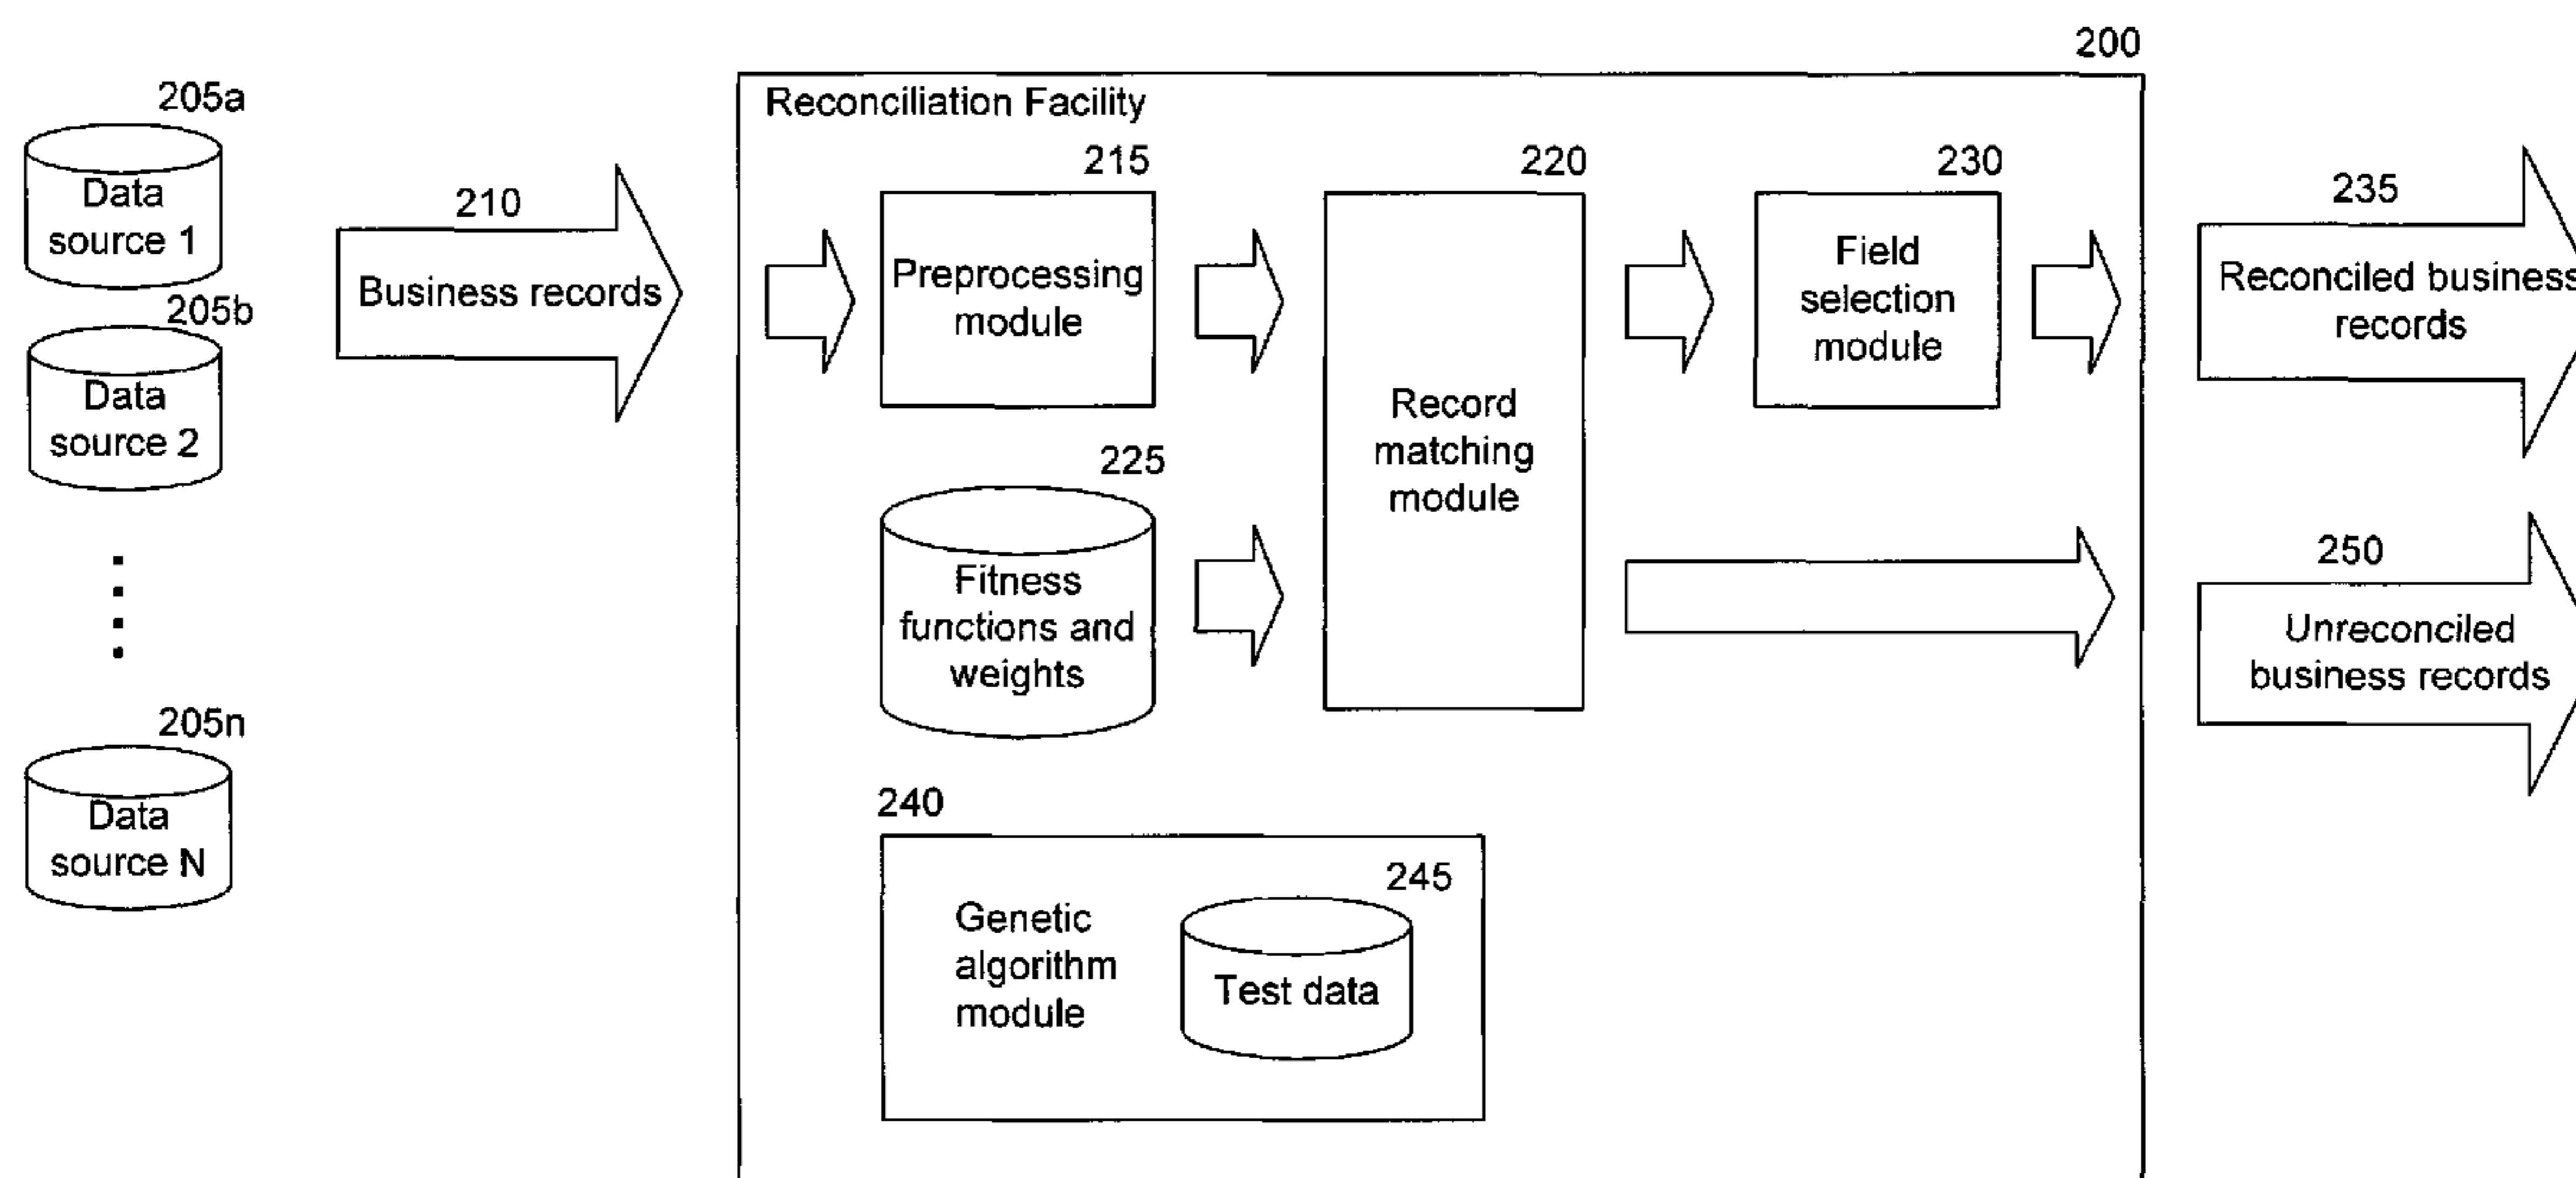 200
205a
Data
source 1
205b
Data
source 2
205n
Data
source N
210
Business records
Reconciliation Facility
215
Preprocessing
module
220
Record
matching
module
225
Fitness
functions and
weights
230
Field
selection
module
240
Genetic
algorithm
module
245
Test data
235
Reconciled business
records
250
Unreconciled
business records